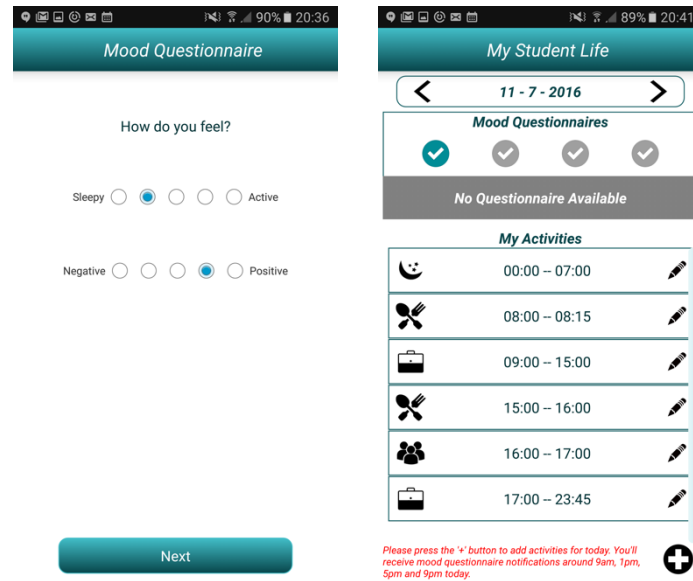 90% 20:36
Mood Questionnaire
How do you feel?
Sleepy Active
Negative Positive
Next
89% 20:41
My Student Life
11 - 7 - 2016
Mood Questionnaires
No Questionnaire Available
My Activities
00:00 -- 07:00
08:00 -- 08:15
09:00 -- 15:00
15:00 -- 16:00
16:00 -- 17:00
17:00 -- 23:45
Please press the '+' button to add activities for today. You'll
receive mood questionnaire notifications around 9am, 1pm,
5pm and 9pm today.